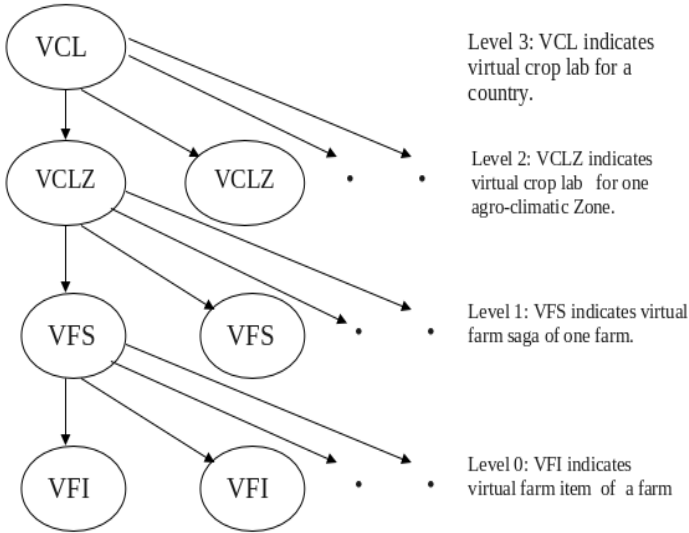 VCL
Level 3: VCL indicates
virtual crop lab for a
country.
VCLZ
VCLZ
Level 2: VCLZ indicates
virtual crop lab for one
agro-climatic Zone.
VFS
VFS
Level 1: VFS indicates virtual
farm saga of one farm.
VFI
VFI
Level 0: VFI indicates
virtual farm item of a farm